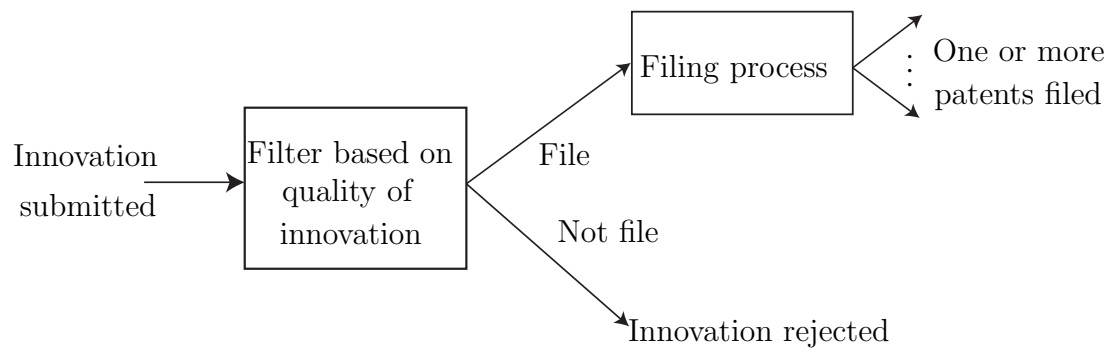 Innovation
submitted
Filter based on
quality of
innovation
File
Not file
Filing process
One or more
patents filed
Innovation rejected